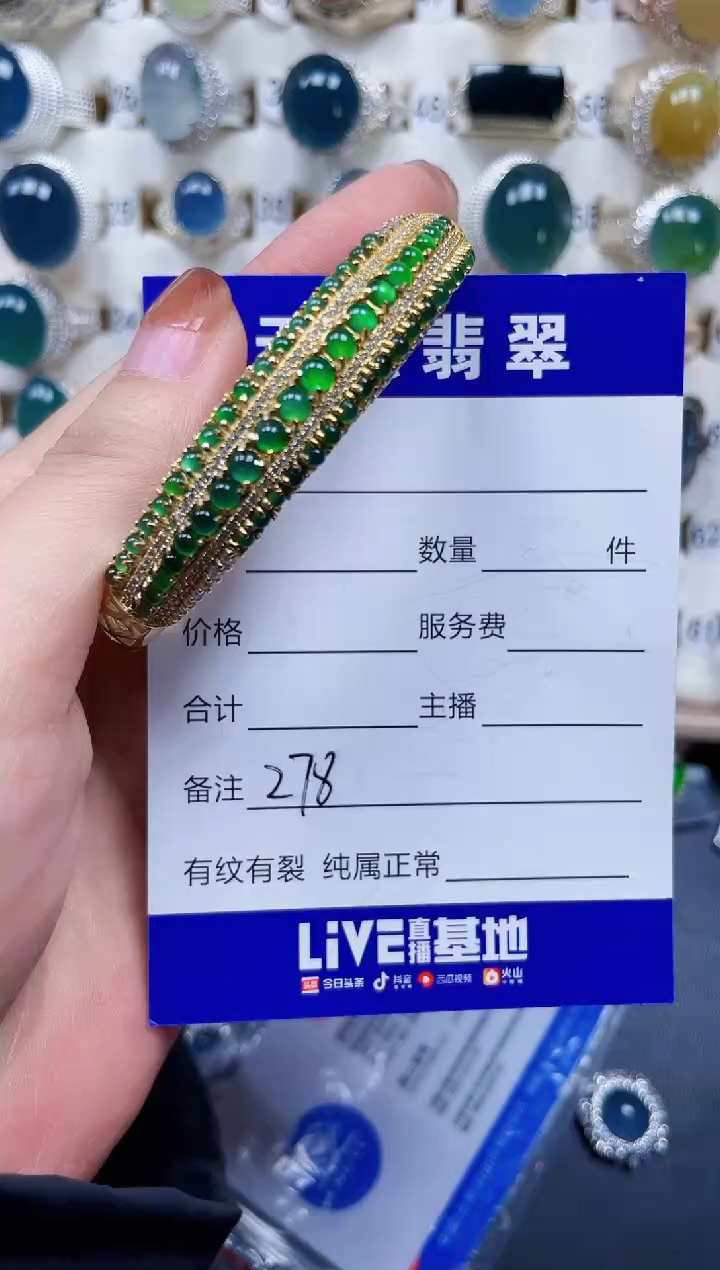 翡翠
数量 件
价格 服务费
合计 主播
备注 278
有纹有裂 纯属正常
LiVE直播基地
今日头条 抖音 西瓜视频 火山